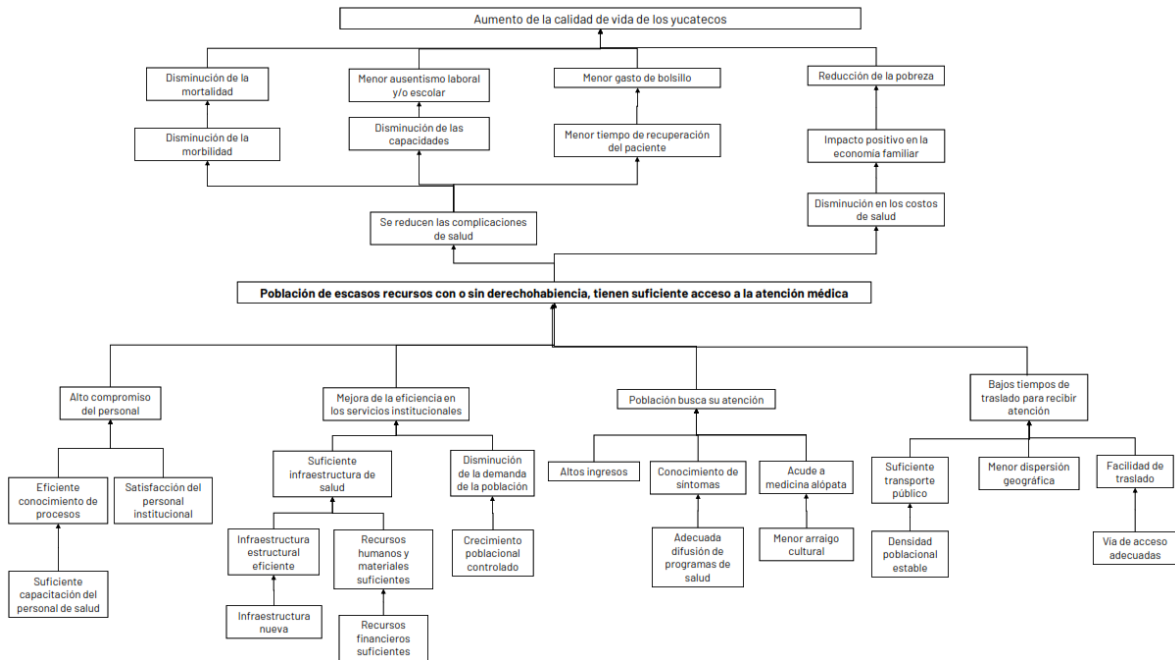 Aumento de la calidad de vida de los yucatecos
Disminución de la
mortalidad
Menor ausentismo laboral
y/o escolar
Menor gasto de bolsillo
Reducción de la pobreza
Disminución de la
morbilidad
Disminución de las
capacidades
Menor tiempo de recuperación
del paciente
Impacto positivo en la
economía familiar
Se reducen las complicaciones
de salud
Disminución en los costos
de salud
Población de escasos recursos con o sin derechohabiencia, tienen suficiente acceso a la atención médica
Alto compromiso
del personal
Mejora de la eficiencia en
los servicios institucionales
Población busca su atención
Bajos tiempos de
traslado para recibir
atención
Eficiente
conocimiento de
procesos
Satisfacción del
personal
institucional
Suficiente
infraestructura de
salud
Disminución
de la demanda
de la población
Altos ingresos
Conocimiento de
síntomas
Acude a
medicina alópata
Suficiente
transporte
público
Menor dispersión
geográfica
Facilidad de
traslado
Suficiente
capacitación del
personal de salud
Infraestructura
estructural
eficiente
Recursos
humanos y
materiales
suficientes
Crecimiento
poblacional
controlado
Adecuada
difusión de
programas de
salud
Menor arraigo
cultural
Densidad
poblacional
estable
Via de acceso
adecuadas
Infraestructura
nueva
Recursos
financieros
suficientes